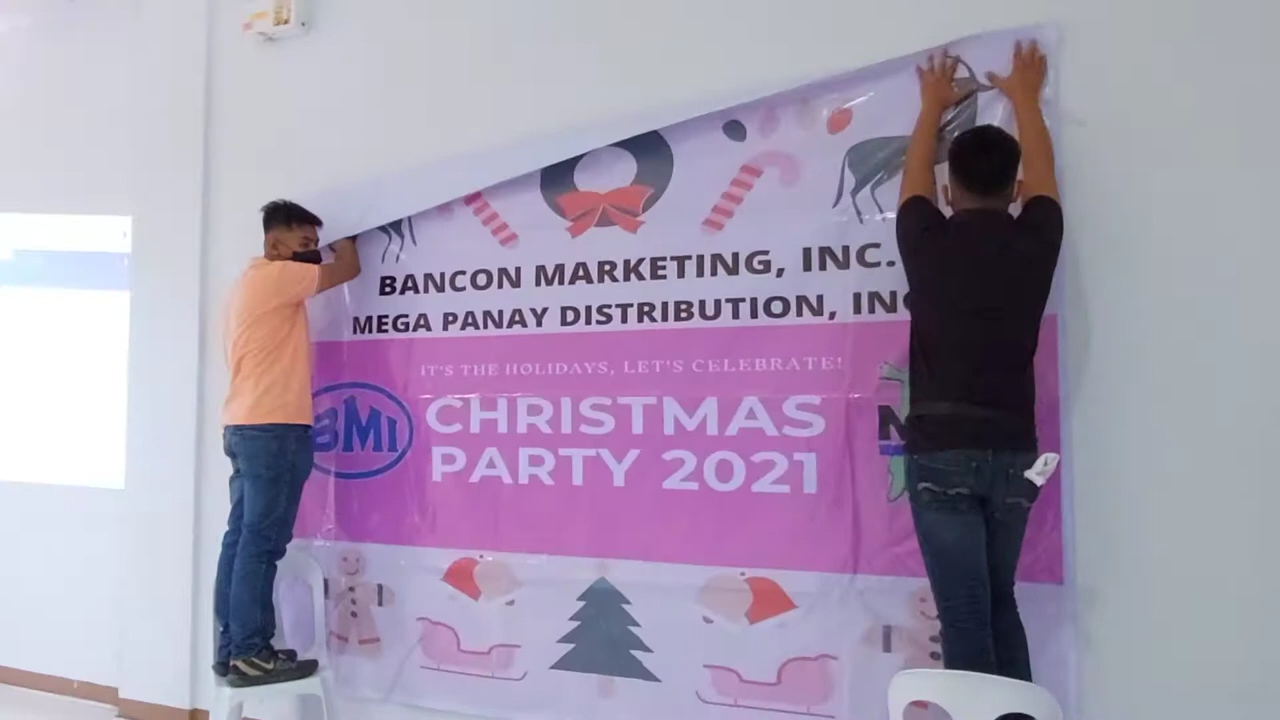 BANCON MARKETING, INC.
MEGA PANAY DISTRIBUTION, INC
IT'S THE HOLIDAYS, LET'S CELEBRATE!
BMI
CHRISTMAS
PARTY 2021